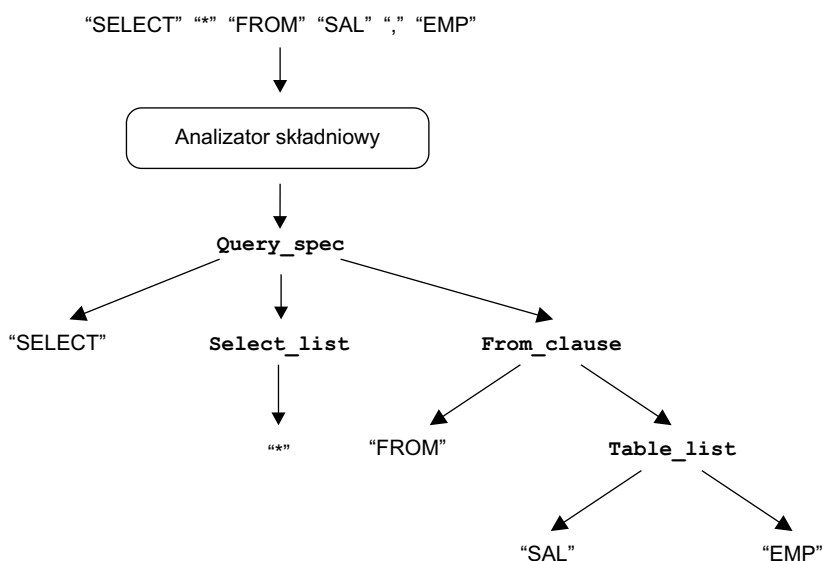 “SELECT” “*” “FROM” “SAL” “,” “EMP”
Analizator składniowy
Query_spec
“SELECT” Select_list From_clause
“*” “FROM” Table_list
“SAL” “EMP”